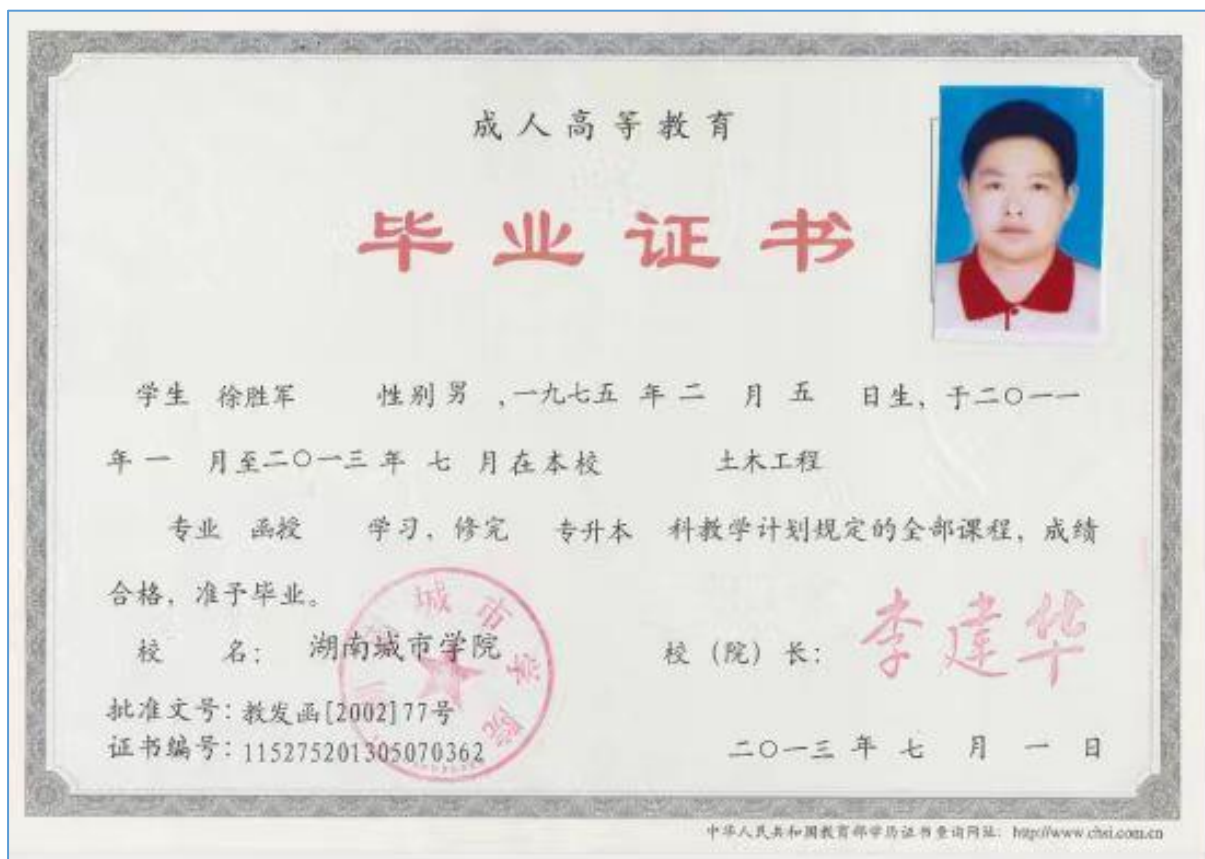 成人高等教育
毕业证书
学生 徐胜军 性别 男 ,一九七五 年 二 月 五 日生, 于二〇一一
年 一 月至二〇一三 年 七 月在本校 土木工程
专业 函授 学习, 修完 专升本 科教学计划规定的全部课程, 成绩
合格, 准予毕业。
校 名: 湖南城市学院 校 (院) 长: 李建华
城市学院
批准文号: 教发函[2002]77号
证书编号: 115275201305070362 二〇一三 年 七 月 一 日
中华人民共和国教育部学历证书查询网址: http://www.chsi.com.cn